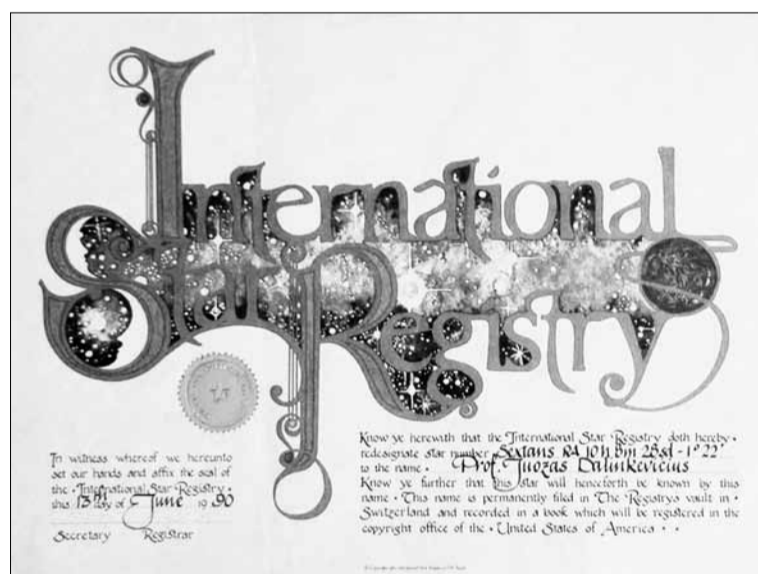 International
Star Registry
In witness whereof we hereunto
set our hands and affix the seal of
the • International Star Registry •
this 13th day of June 1990
Secretary Registrar
Know ye herewith that the International Star Registry doth hereby •
redesignate star number Sextans RA 10h 8m 28sd -1° 22'
to the name • Prof. Juozas Dalinkevicius
Know ye further that this star will henceforth be known by this
name • This name is permanently filed in The Registry's vault in •
Switzerland and recorded in a book which will be registered in the
copyright office of the • United States of America • •